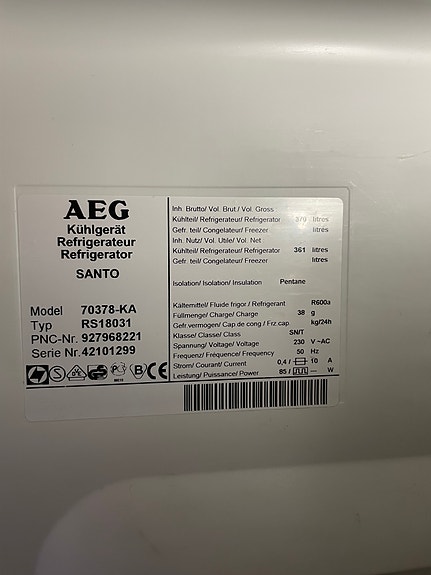 AEG
Kühlgerät
Refrigerateur
Refrigerator
SANTO
Model 70378-KA
Typ RS18031
PNC-Nr. 927968221
Serie Nr. 42101299
Inh. Brutto/ Vol. Brut./ Vol. Gross
Kühlteil/ Refrigerateur/ Refrigerator 370 litres
Gefr. teil/ Congelateur/ Freezer litres
Inh. Nutz/ Vol. Utile/ Vol. Net
Kühlteil/ Refrigerateur/ Refrigerator 361 litres
Gefr. teil/ Congelateur/ Freezer litres
Isolation/ Isolation/ Isolation Pentane
Kältemittel/ Fluide frigor./ Refrigerant R600a
Füllmenge/ Charge/ Charge 38 g
Gefr.vermogen/ Cap.de cong./ Frz.cap kg/24h
Klasse/ Classe/ Class SN/T
Spannung/ Voltage/ Voltage 230 V ~AC
Frequenz/ Fréquence/ Frequency 50 Hz
Strom/ Courant/ Current 0,4 / 10 A
Leistung/ Puissance/ Power 85 / --- W